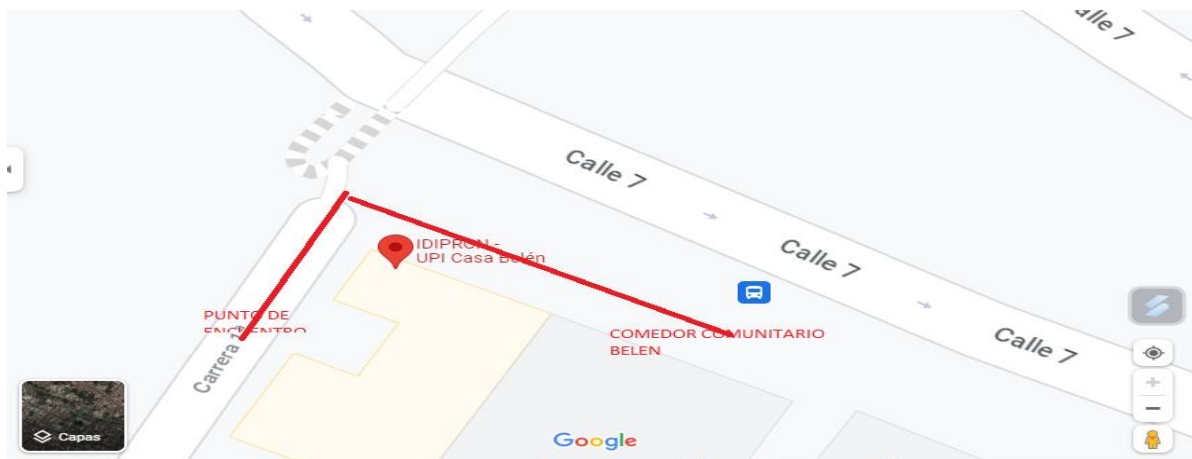 Calle 7
Calle 7
IDIPRON -
UPI Casa Belén
Calle 7
PUNTO DE
ENCUENTRO
COMEDOR COMUNITARIO
BELEN
Calle 7
Carrera
Capas
Google